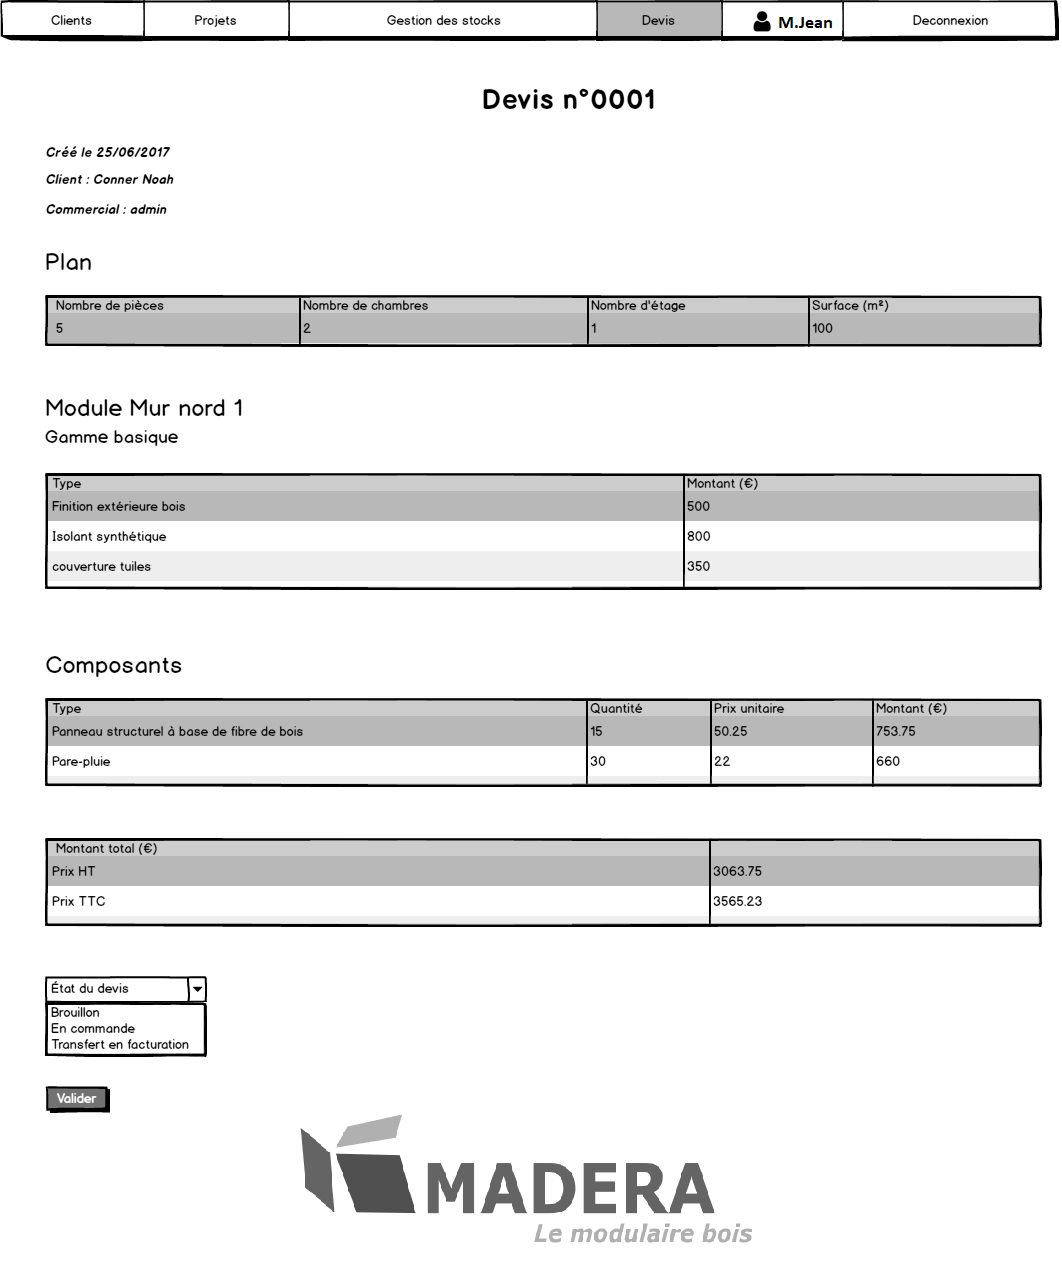 Clients Projets Gestion des stocks Devis M.Jean Deconnexion
Devis n°0001
Créé le 25/06/2017
Client : Conner Noah
Commercial : admin
Plan
Nombre de pièces Nombre de chambres Nombre d'étage Surface (m²)
5 2 1 100
Module Mur nord 1
Gamme basique
Type Montant (€)
Finition extérieure bois 500
Isolant synthétique 800
couverture tuiles 350
Composants
Type Quantité Prix unitaire Montant (€)
Panneau structurel à base de fibre de bois 15 50.25 753.75
Pare-pluie 30 22 660
Montant total (€)
Prix HT 3063.75
Prix TTC 3565.23
État du devis
Brouillon
En commande
Transfert en facturation
Valider
MADERA
Le modulaire bois